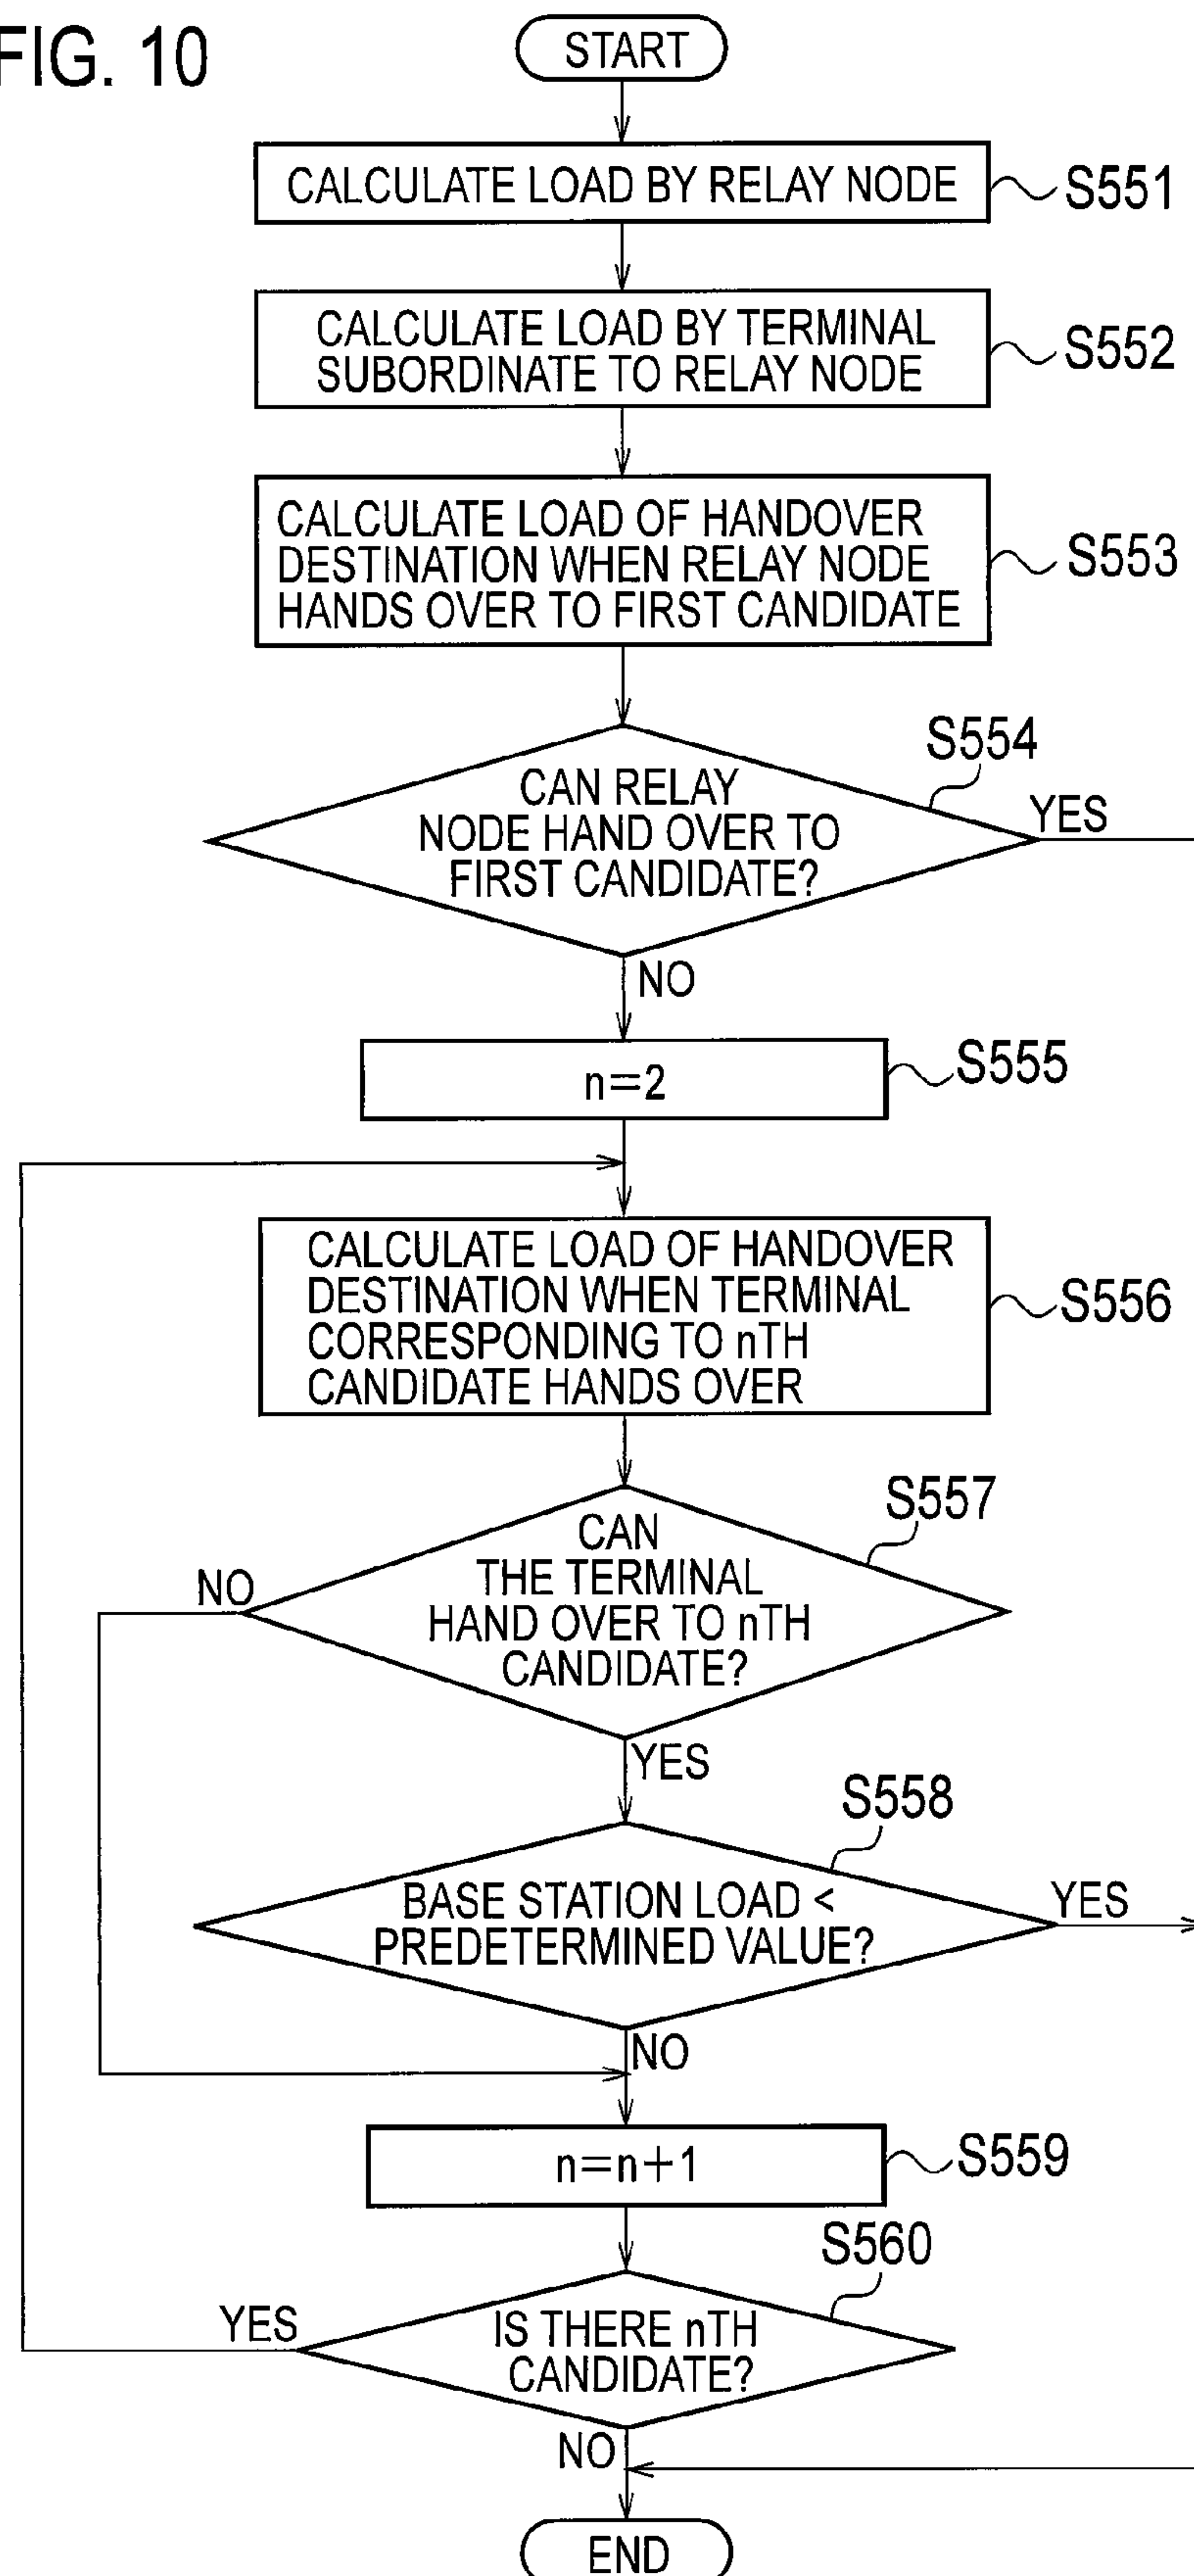 FIG. 10
START
CALCULATE LOAD BY RELAY NODE
S551
CALCULATE LOAD BY TERMINAL
SUBORDINATE TO RELAY NODE
S552
CALCULATE LOAD OF HANDOVER
DESTINATION WHEN RELAY NODE
HANDS OVER TO FIRST CANDIDATE
S553
S554
CAN RELAY
NODE HAND OVER TO
FIRST CANDIDATE?
YES
NO
n=2
S555
CALCULATE LOAD OF HANDOVER
DESTINATION WHEN TERMINAL
CORRESPONDING TO nTH
CANDIDATE HANDS OVER
S556
S557
CAN
THE TERMINAL
HAND OVER TO nTH
CANDIDATE?
NO
YES
S558
BASE STATION LOAD <
PREDETERMINED VALUE?
YES
NO
n=n+1
S559
S560
IS THERE nTH
CANDIDATE?
YES
NO
END